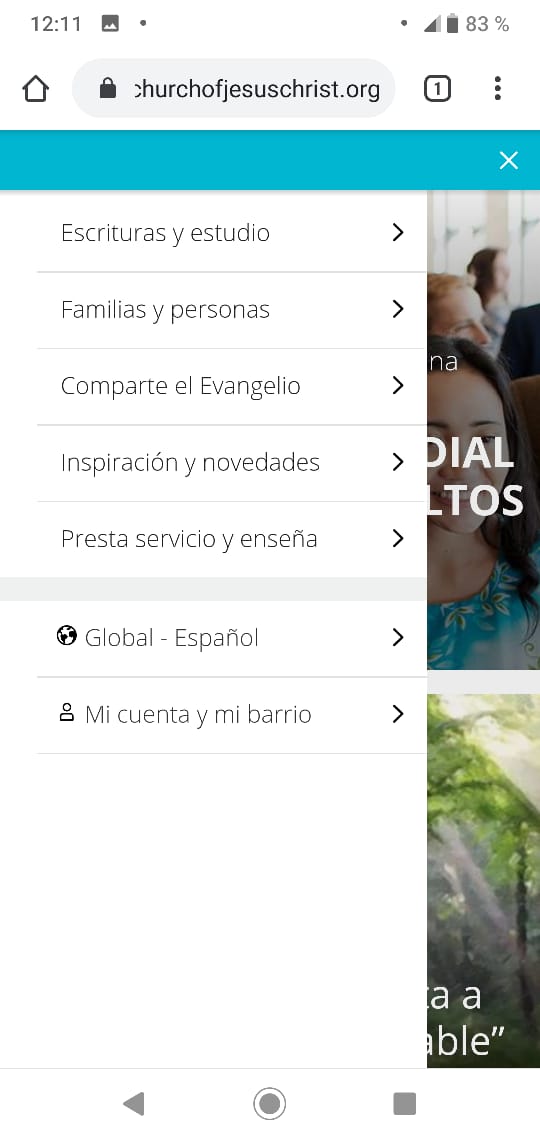 12:11
83 %
churchofjesuschrist.org
1
Escrituras y estudio
Familias y personas
Comparte el Evangelio
Inspiración y novedades
Presta servicio y enseña
Global - Español
Mi cuenta y mi barrio
na
DIAL
LTOS
ta a
able”